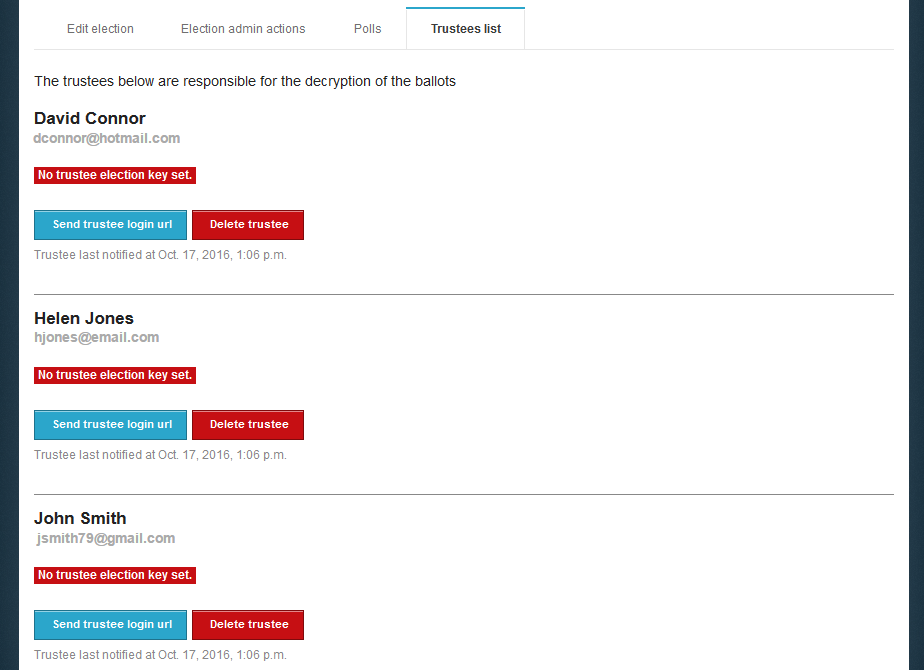 Edit election Election admin actions Polls Trustees list
The trustees below are responsible for the decryption of the ballots
David Connor
dconnor@hotmail.com
No trustee election key set.
Send trustee login url Delete trustee
Trustee last notified at Oct. 17, 2016, 1:06 p.m.
Helen Jones
hjones@email.com
No trustee election key set.
Send trustee login url Delete trustee
Trustee last notified at Oct. 17, 2016, 1:06 p.m.
John Smith
jsmith79@gmail.com
No trustee election key set.
Send trustee login url Delete trustee
Trustee last notified at Oct. 17, 2016, 1:06 p.m.